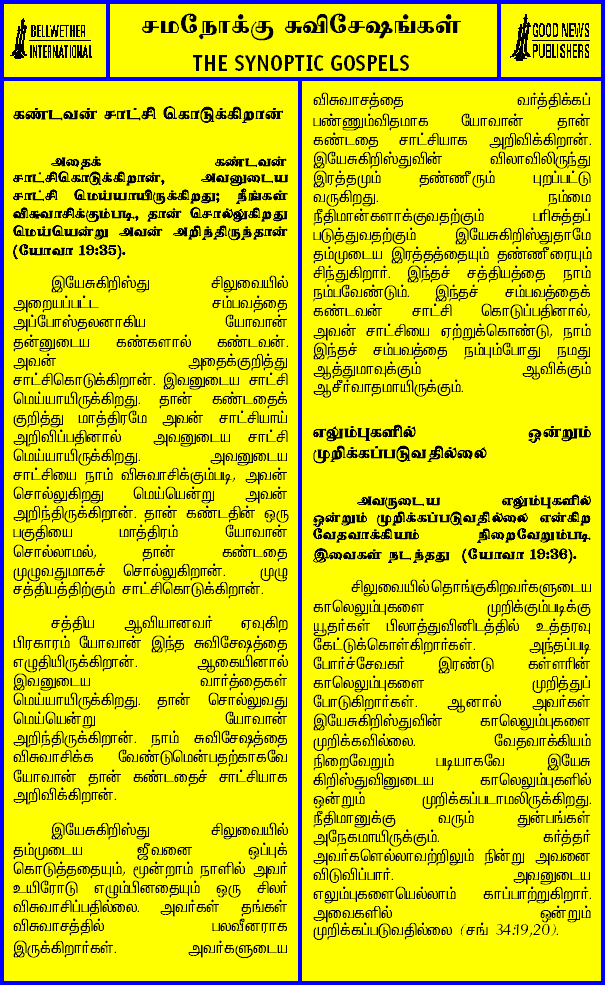 BELLWETHER
INTERNATIONAL
சமநோக்கு சுவிசேஷங்கள்
THE SYNOPTIC GOSPELS
GOOD NEWS
PUBLISHERS
கண்டவன் சாட்சி கொடுக்கிறான்
அதைக் கண்டவன்
சாட்சிகொடுக்கிறான், அவனுடைய
சாட்சி மெய்யாயிருக்கிறது; நீங்கள்
விசுவாசிக்கும்படி, தான் சொல்லுகிறது
மெய்யென்று அவன் அறிந்திருந்தான்
(யோவா 19:35).
இயேசுகிறிஸ்து சிலுவையில்
அறையப்பட்ட சம்பவத்தை
அப்போஸ்தலனாகிய யோவான்
தன்னுடைய கண்களால் கண்டவன்.
அவன் அதைக்குறித்து
சாட்சிகொடுக்கிறான். இவனுடைய சாட்சி
மெய்யாயிருக்கிறது. தான் கண்டதைக்
குறித்து மாத்திரமே அவன் சாட்சியாய்
அறிவிப்பதினால் அவனுடைய சாட்சி
மெய்யாயிருக்கிறது. அவனுடைய
சாட்சியை நாம் விசுவாசிக்கும்படி, அவன்
சொல்லுகிறது மெய்யென்று அவன்
அறிந்திருக்கிறான். தான் கண்டதின் ஒரு
பகுதியை மாத்திரம் யோவான்
சொல்லாமல், தான் கண்டதை
முழுவதுமாகச் சொல்லுகிறான். முழு
சத்தியத்திற்கும் சாட்சிகொடுக்கிறான்.
சத்திய ஆவியானவர் ஏவுகிற
பிரகாரம் யோவான் இந்த சுவிசேஷத்தை
எழுதியிருக்கிறான். ஆகையினால்
இவனுடைய வார்த்தைகள்
மெய்யாயிருக்கிறது. தான் சொல்லுவது
மெய்யென்று யோவான்
அறிந்திருக்கிறான். நாம் சுவிசேஷத்தை
விசுவாசிக்க வேண்டுமென்பதற்காகவே
யோவான் தான் கண்டதைச் சாட்சியாக
அறிவிக்கிறான்.
இயேசுகிறிஸ்து சிலுவையில்
தம்முடைய ஜீவனை ஒப்புக்
கொடுத்ததையும், மூன்றாம் நாளில் அவர்
உயிரோடு எழும்பினதையும் ஒரு சிலர்
விசுவாசிப்பதில்லை. அவர்கள் தங்கள்
விசுவாசத்தில் பலவீனராக
இருக்கிறார்கள். அவர்களுடைய
விசுவாசத்தை வர்த்திக்கப்
பண்ணும்விதமாக யோவான் தான்
கண்டதை சாட்சியாக அறிவிக்கிறான்.
இயேசுகிறிஸ்துவின் விலாவிலிருந்து
இரத்தமும் தண்ணீரும் புறப்பட்டு
வருகிறது. நம்மை
நீதிமான்களாக்குவதற்கும் பரிசுத்தப்
படுத்துவதற்கும் இயேசுகிறிஸ்துதாமே
தம்முடைய இரத்தத்தையும் தண்ணீரையும்
சிந்துகிறார். இந்தச் சத்தியத்தை நாம்
நம்பவேண்டும். இந்தச் சம்பவத்தைக்
கண்டவன் சாட்சி கொடுப்பதினால்,
அவன் சாட்சியை ஏற்றுக்கொண்டு, நாம்
இந்தச் சம்பவத்தை நம்பும்போது நமது
ஆத்துமாவுக்கும் ஆவிக்கும்
ஆசீர்வாதமாயிருக்கும்.
எலும்புகளில் ஒன்றும்
முறிக்கப்படுவதில்லை
அவருடைய எலும்புகளில்
ஒன்றும் முறிக்கப்படுவதில்லை என்கிற
வேதவாக்கியம் நிறைவேறும்படி
இவைகள் நடந்தது (யோவா 19:36).
சிலுவையில்தொங்குகிறவர்களுடைய
காலெலும்புகளை முறிக்கும்படிக்கு
யூதர்கள் பிலாத்துவினிடத்தில் உத்தரவு
கேட்டுக்கொள்கிறார்கள். அந்தப்படி
போர்ச்சேவகர் இரண்டு கள்ளரின்
காலெலும்புகளை முறித்துப்
போடுகிறார்கள். ஆனால் அவர்கள்
இயேசுகிறிஸ்துவின் காலெலும்புகளை
முறிக்கவில்லை. வேதவாக்கியம்
நிறைவேறும் படியாகவே இயேசு
கிறிஸ்துவினுடைய காலெலும்புகளில்
ஒன்றும் முறிக்கப்படாமலிருக்கிறது.
நீதிமானுக்கு வரும் துன்பங்கள்
அநேகமாயிருக்கும். கர்த்தர்
அவர்களெல்லாவற்றிலும் நின்று அவனை
விடுவிப்பார். அவனுடைய
எலும்புகளையெல்லாம் காப்பாற்றுகிறார்.
அவைகளில் ஒன்றும்
முறிக்கப்படுவதில்லை (சங் 34:19,20).